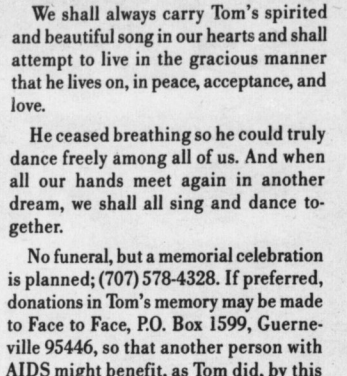 We shall always carry Tom's spirited
and beautiful song in our hearts and shall
attempt to live in the gracious manner
that he lives on, in peace, acceptance, and
love.
He ceased breathing so he could truly
dance freely among all of us. And when
all our hands meet again in another
dream, we shall all sing and dance to-
gether.
No funeral, but a memorial celebration
is planned; (707) 578-4328. If preferred,
donations in Tom's memory may be made
to Face to Face, P.O. Box 1599, Guerne-
ville 95446, so that another person with
AIDS might benefit, as Tom did, by this